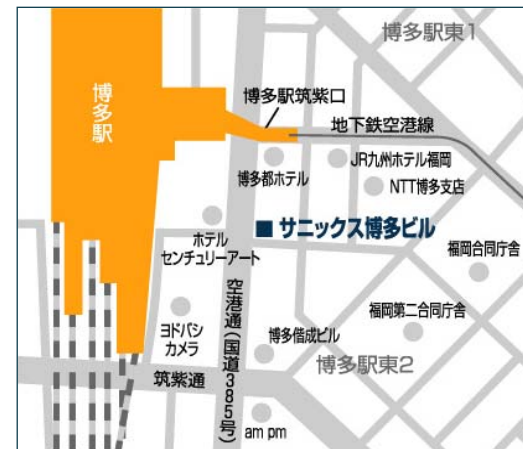 博多駅東1
博多駅
博多駅筑紫口
地下鉄空港線
博多都ホテル
JR九州ホテル福岡
NTT博多支店
サニックス博多ビル
ホテル
センチュリーアート
福岡合同庁舎
空港通(国道385号)
ヨドバシ
カメラ
博多偕成ビル
福岡第二合同庁舎
博多駅東2
筑紫通
am pm